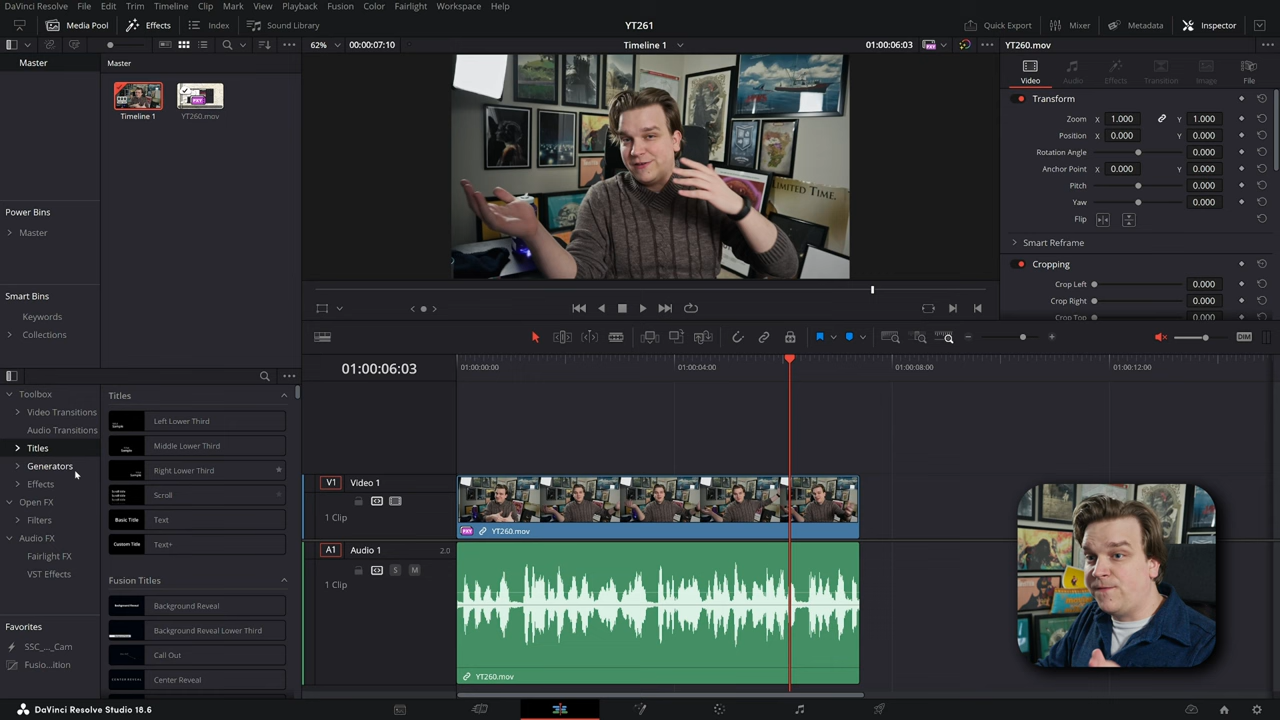 DaVinci Resolve File Edit Trim Timeline Clip Mark View Playback Fusion Color Fairlight Workspace Help
Media Pool Effects Index Sound Library YT261 Quick Export Mixer Metadata Inspector
62% 00:00:07:10 Timeline 1 01:00:06:03 YT260.mov
Master Master
Video Audio Effects Transition Image File
Timeline 1 YT260.mov
Transform
Zoom X 1.000 Y 1.000
Position X 0.000 Y 0.000
Rotation Angle 0.000
Anchor Point X 0.000 Y 0.000
Pitch 0.000
Yaw 0.000
Flip
Smart Reframe
Cropping
Crop Left 0.000
Crop Right 0.000
Crop Top 0.000
LIMITED TIME.
Power Bins
Master
Smart Bins
Keywords
Collections
DIM
01:00:06:03 01:00:00:00 01:00:04:00 01:00:08:00 01:00:12:00
Toolbox
Video Transitions
Audio Transitions
Titles
Generators
Effects
Open FX
Filters
Audio FX
Fairlight FX
VST Effects
Favorites
SSC_..._Cam
Fusio...ition
Titles
Left Lower Third
Middle Lower Third
Right Lower Third
Scroll
Basic Title Text
Custom Title Text+
Fusion Titles
Background Reveal
Background Reveal Lower Third
Call Out
Center Reveal
V1 Video 1
1 Clip
FXT YT260.mov
A1 Audio 1 2.0
S M
1 Clip
YT260.mov
DaVinci Resolve Studio 18.6